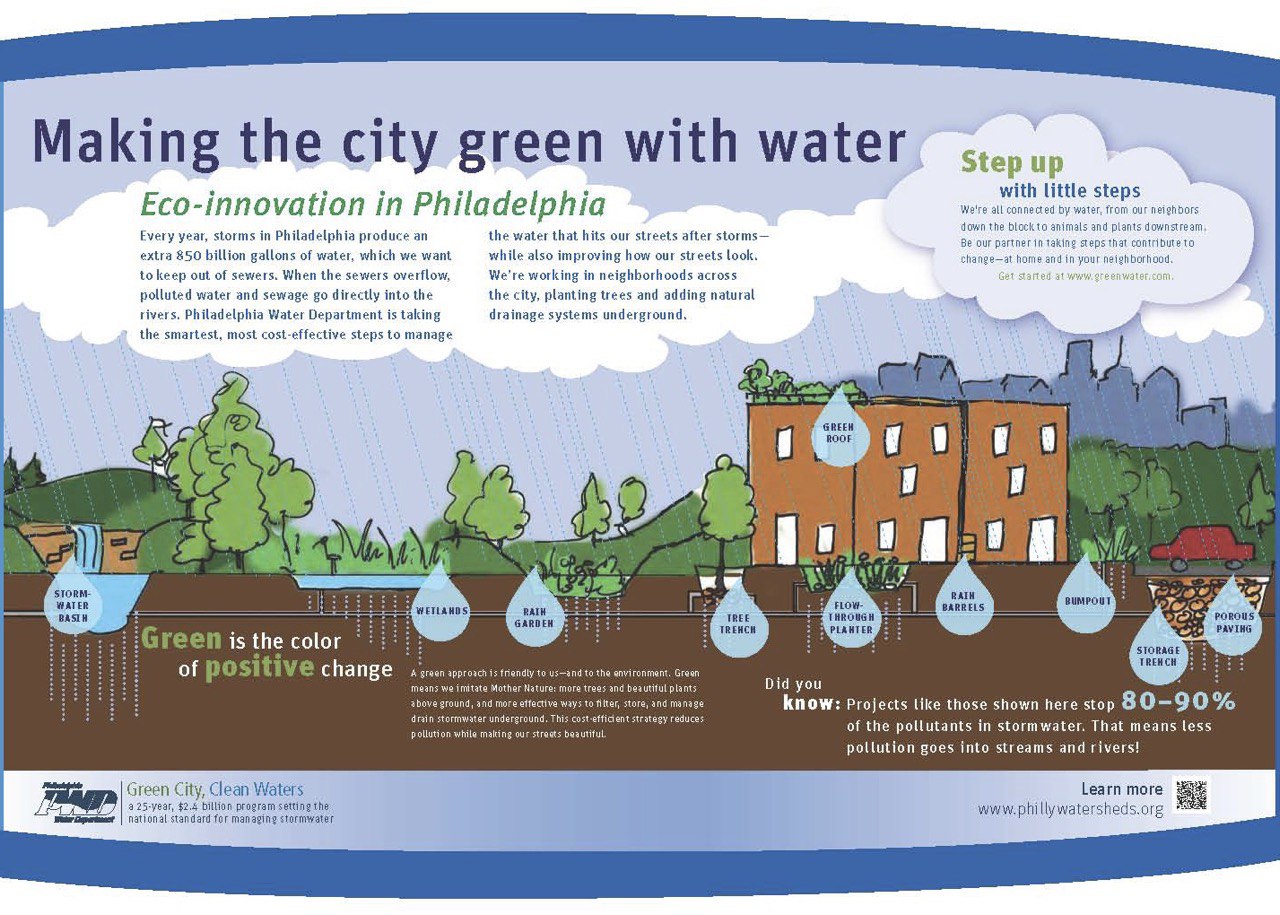 Making the city green with water
Eco-innovation in Philadelphia
Every year, storms in Philadelphia produce an
extra 850 billion gallons of water, which we want
to keep out of sewers. When the sewers overflow,
polluted water and sewage go directly into the
rivers. Philadelphia Water Department is taking
the smartest, most cost-effective steps to manage
the water that hits our streets after storms—
while also improving how our streets look.
We're working in neighborhoods across
the city, planting trees and adding natural
drainage systems underground.
Step up
with little steps
We're all connected by water, from our neighbors
down the block to animals and plants downstream.
Be our partner in taking steps that contribute to
change—at home and in your neighborhood.
Get started at www.greenwater.com.
GREEN
ROOF
STORM-
WATER
BASIN
WETLANDS
RAIN
GARDEN
TREE
TRENCH
FLOW-
THROUGH
PLANTER
RAIN
BARRELS
BUMPOUT
STORAGE
TRENCH
POROUS
PAVING
Green is the color
of positive change
A green approach is friendly to us—and to the environment. Green
means we imitate Mother Nature: more trees and beautiful plants
above ground, and more effective ways to filter, store, and manage
drain stormwater underground. This cost-efficient strategy reduces
pollution while making our streets beautiful.
Did you
know: Projects like those shown here stop 80–90%
of the pollutants in stormwater. That means less
pollution goes into streams and rivers!
Philadelphia
PWD
Water Department
Green City, Clean Waters
a 25-year, $2.4 billion program setting the
national standard for managing stormwater
Learn more
www.phillywatersheds.org